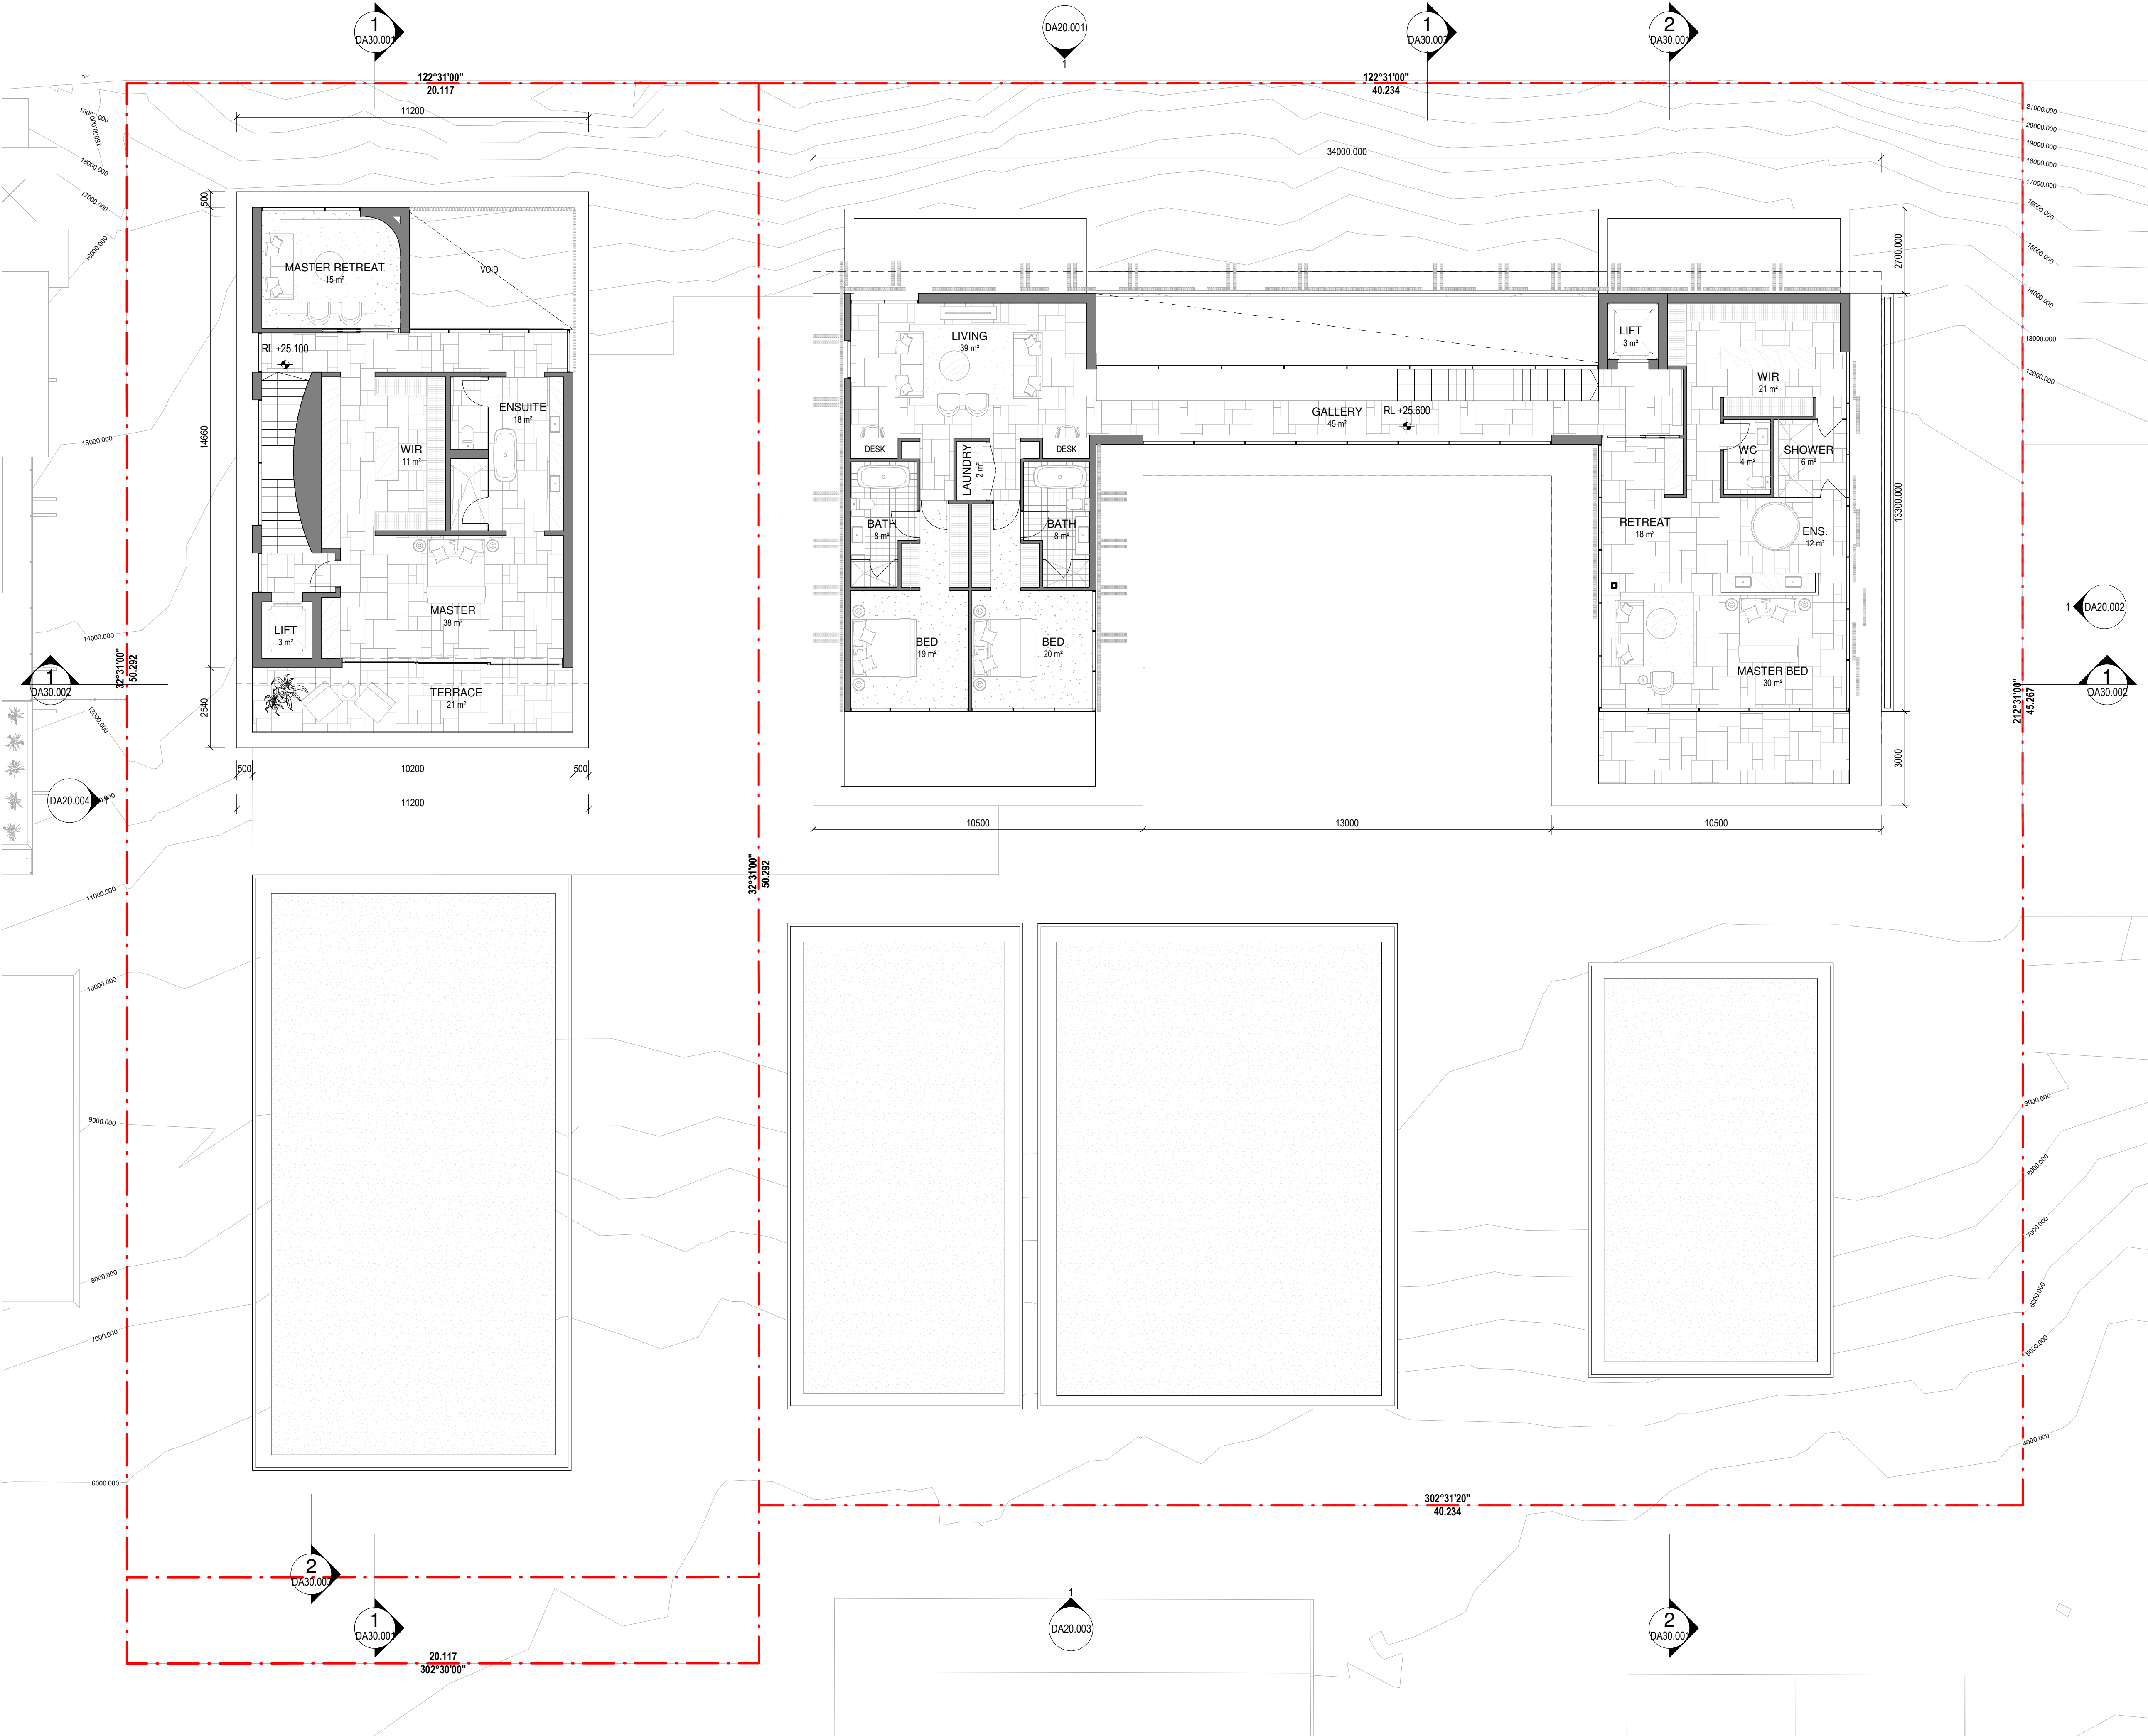 1
DA30.001
DA20.001
1
1
DA30.003
2
DA30.001
122°31'00"
20.117
122°31'00"
40.234
11200
34000.000
18000.000
18000.000
17000.000
16000.000
15000.000
14000.000
13000.000
11000.000
10000.000
9000.000
8000.000
7000.000
6000.000
21000.000
20000.000
19000.000
18000.000
17000.000
16000.000
15000.000
14000.000
13000.000
12000.000
500
14660
2540
MASTER RETREAT
15 m²
VOID
RL +25.100
ENSUITE
18 m²
WIR
11 m²
MASTER
38 m²
LIFT
3 m²
TERRACE
21 m²
500
10200
500
11200
LIVING
39 m²
GALLERY
45 m²
RL +25.600
DESK
LAUNDRY
2 m²
DESK
BATH
8 m²
BATH
8 m²
BED
19 m²
BED
20 m²
LIFT
3 m²
WIR
21 m²
WC
4 m²
SHOWER
6 m²
RETREAT
18 m²
ENS.
12 m²
MASTER BED
30 m²
2700.000
13300.000
3000
10500
13000
10500
32°31'00"
50.292
1
DA30.002
DA20.004
1
32°31'00"
50.292
212°31'00"
45.267
1
DA20.002
1
DA30.002
9000.000
8000.000
7000.000
6000.000
5000.000
4000.000
302°31'20"
40.234
2
DA30.003
1
DA30.001
20.117
302°30'00"
1
DA20.003
2
DA30.001